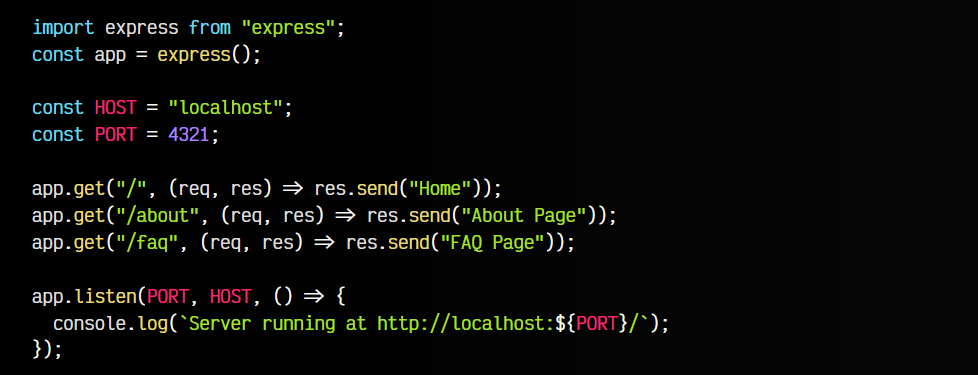 import express from "express";
const app = express();
const HOST = "localhost";
const PORT = 4321;
app.get("/", (req, res) => res.send("Home"));
app.get("/about", (req, res) => res.send("About Page"));
app.get("/faq", (req, res) => res.send("FAQ Page"));
app.listen(PORT, HOST, () => {
  console.log(`Server running at http://localhost:${PORT}/`);
});